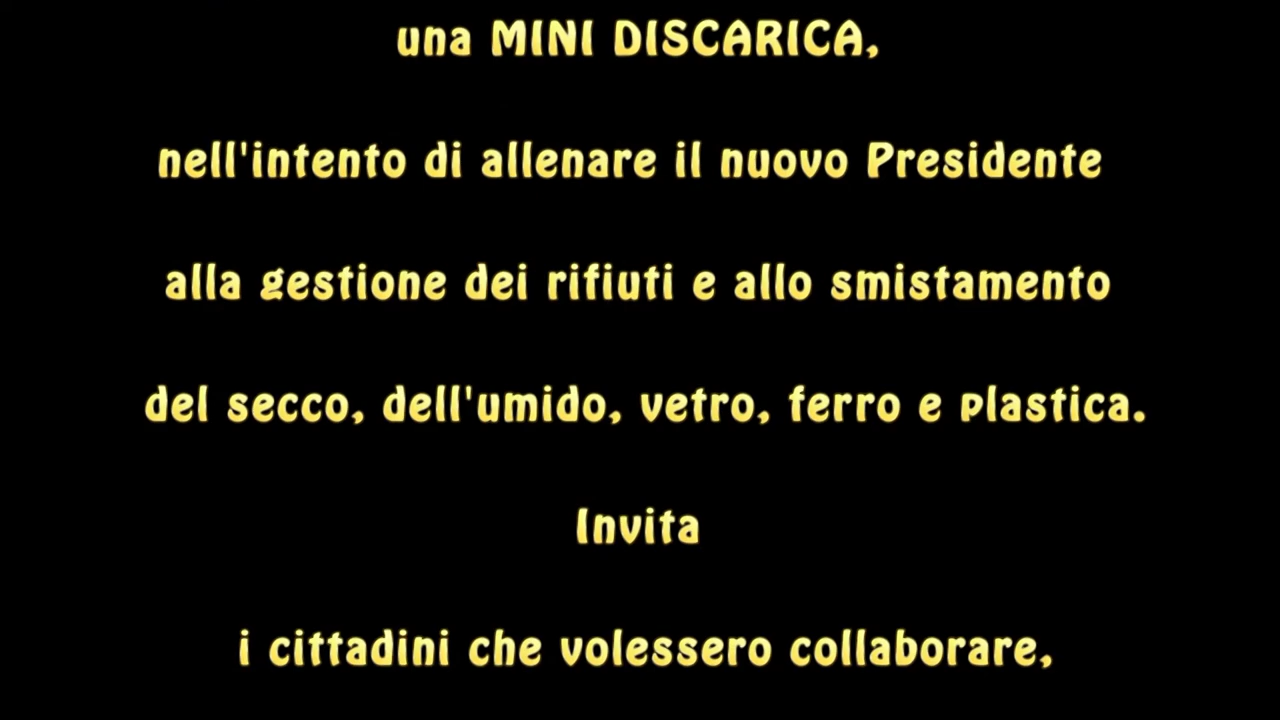 una MINI DISCARICA,
nell'intento di allenare il nuovo Presidente
alla gestione dei rifiuti e allo smistamento
del secco, dell'umido, vetro, ferro e plastica.
Invita
i cittadini che volessero collaborare,